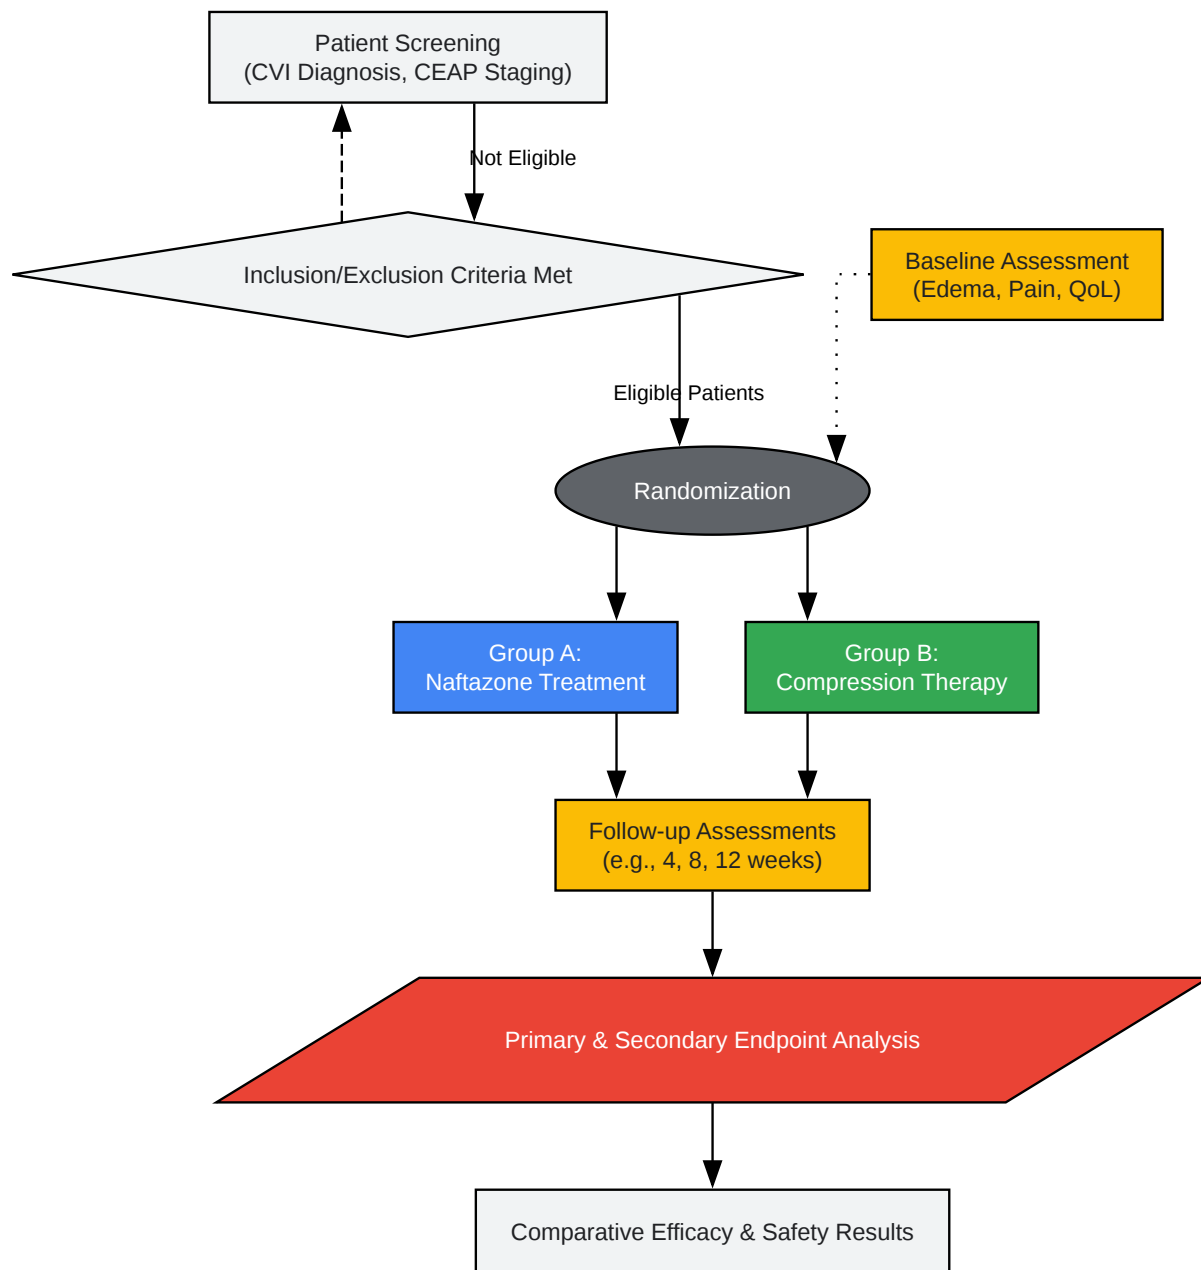 Patient Screening
(CVI Diagnosis, CEAP Staging)
Not Eligible
Inclusion/Exclusion Criteria Met
Baseline Assessment
(Edema, Pain, QoL)
Eligible Patients
Randomization
Group A:
Naftazone Treatment
Group B:
Compression Therapy
Follow-up Assessments
(e.g., 4, 8, 12 weeks)
Primary & Secondary Endpoint Analysis
Comparative Efficacy & Safety Results